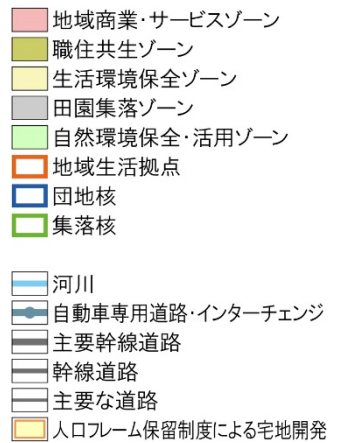 地域商業・サービスゾーン
職住共生ゾーン
生活環境保全ゾーン
田園集落ゾーン
自然環境保全・活用ゾーン
地域生活拠点
団地核
集落核
河川
自動車専用道路・インターチェンジ
主要幹線道路
幹線道路
主要な道路
人口フレーム保留制度による宅地開発